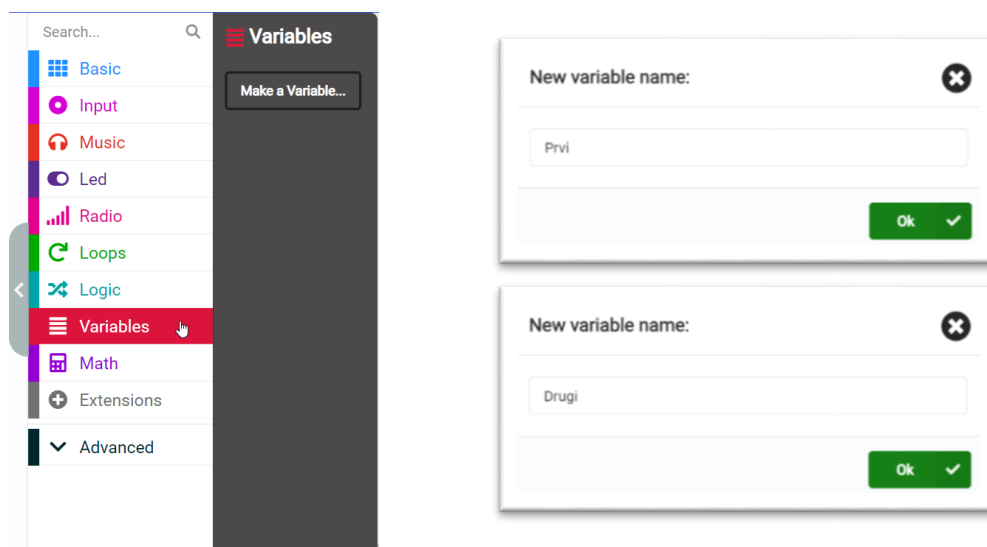 Search...
Basic
Input
Music
Led
Radio
Loops
Logic
Variables
Math
Extensions
Advanced
Variables
Make a Variable...
New variable name:
Prvi
Ok
New variable name:
Drugi
Ok